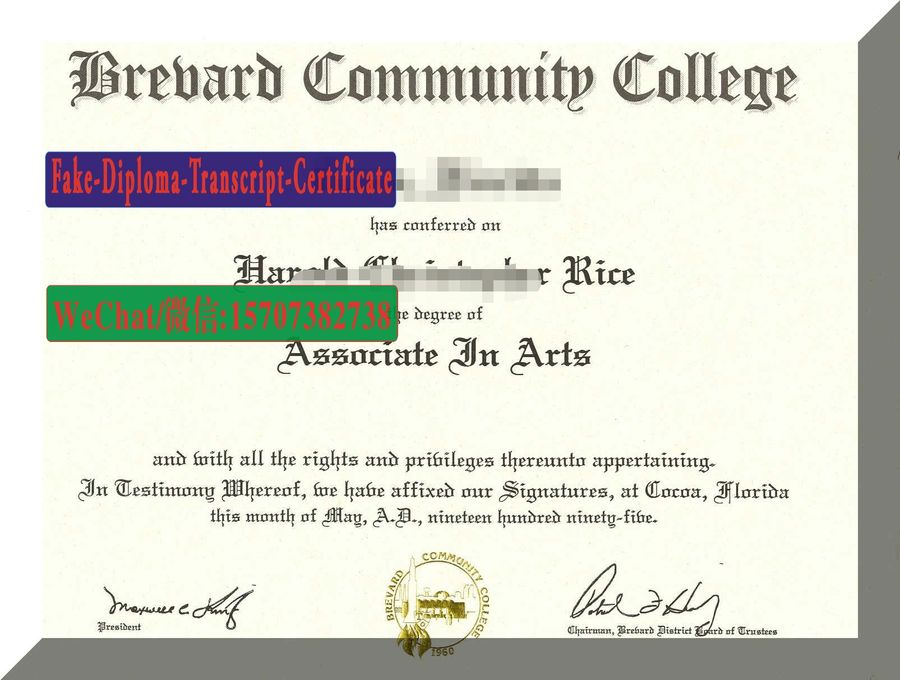 Brevard Community College
Fake-Diploma-Transcript-Certificate
has conferred on
Rice
WeChat/微信:15707382738
the degree of
Associate In Arts
and with all the rights and privileges thereunto appertaining.
In Testimony Whereof, we have affixed our Signatures, at Cocoa, Florida
this month of May, A.D., nineteen hundred ninety-five.
BREVARD COMMUNITY COLLEGE
1960
President
Chairman, Brevard District Board of Trustees